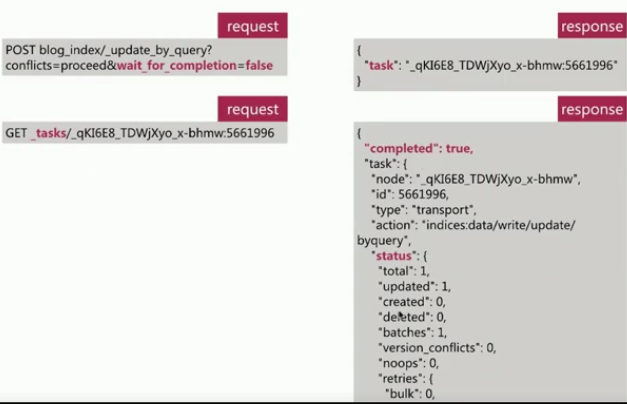 request
POST blog_index/_update_by_query?
conflicts=proceed&wait_for_completion=false
response
{
"task": "_qKI6E8_TDWjXyo_x-bhmw:5661996"
}
request
GET _tasks/_qKI6E8_TDWjXyo_x-bhmw:5661996
response
{
"completed": true,
"task": {
"node": "_qKI6E8_TDWjXyo_x-bhmw",
"id": 5661996,
"type": "transport",
"action": "indices:data/write/update/
byquery",
"status": {
"total": 1,
"updated": 1,
"created": 0,
"deleted": 0,
"batches": 1,
"version_conflicts": 0,
"noops": 0,
"retries": {
"bulk": 0,